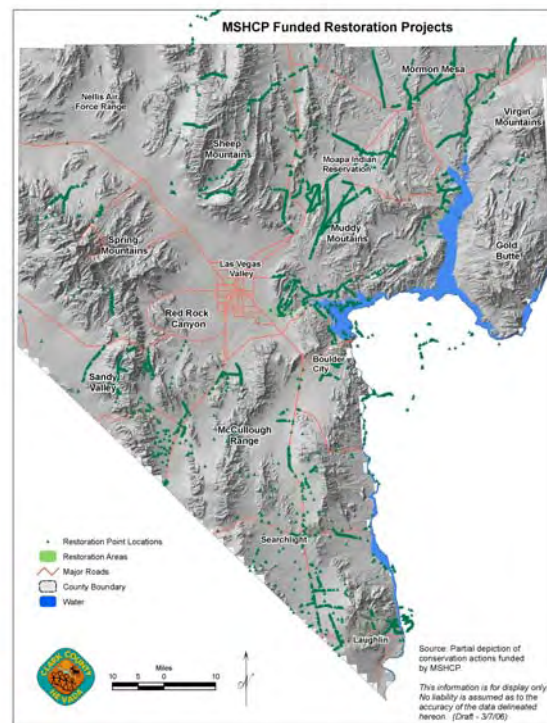 MSHCP Funded Restoration Projects
Mormon Mesa
Nellis Air
Force Range
Virgin
Mountains
Sheep
Mountains
Moapa Indian
Reservation
Muddy
Moutains
Spring
Mountains
Gold
Butte
Las Vegas
Valley
Red Rock
Canyon
Boulder
City
Sandy
Valley
McCullough
Range
Searchlight
Laughlin
Restoration Point Locations
Restoration Areas
Major Roads
County Boundary
Water
CLARK COUNTY
NEVADA
Miles
10 5 0 10
N
Source: Partial depiction of
conservation actions funded
by MSHCP
This information is for display only.
No liability is assumed as to the
accuracy of the data delineated
hereon. (Draft - 3/7/06)